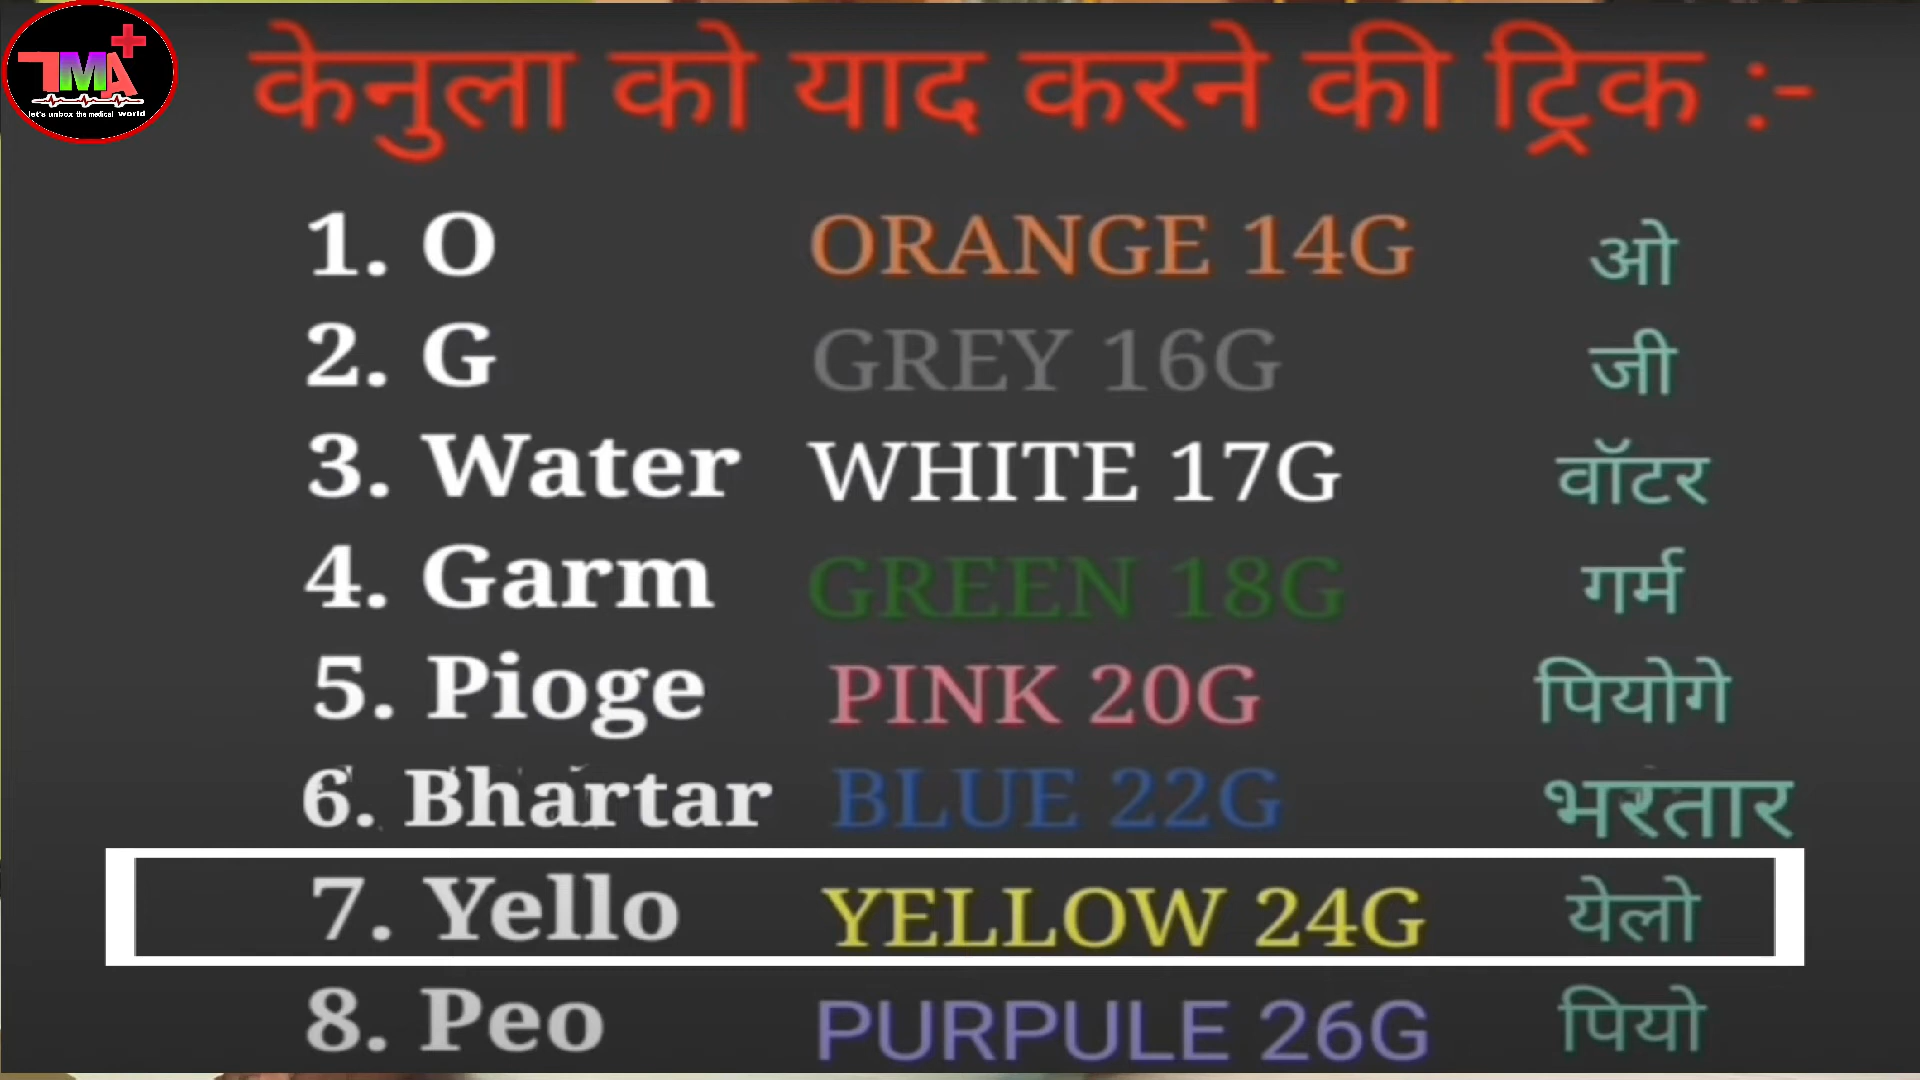 TMA
let's unbox the medical world
केनुला को याद करने की ट्रिक :-
1. O ORANGE 14G ओ
2. G GREY 16G जी
3. Water WHITE 17G वॉटर
4. Garm GREEN 18G गर्म
5. Pioge PINK 20G पियोगे
6. Bhartar BLUE 22G भरतार
7. Yello YELLOW 24G येलो
8. Peo PURPULE 26G पियो